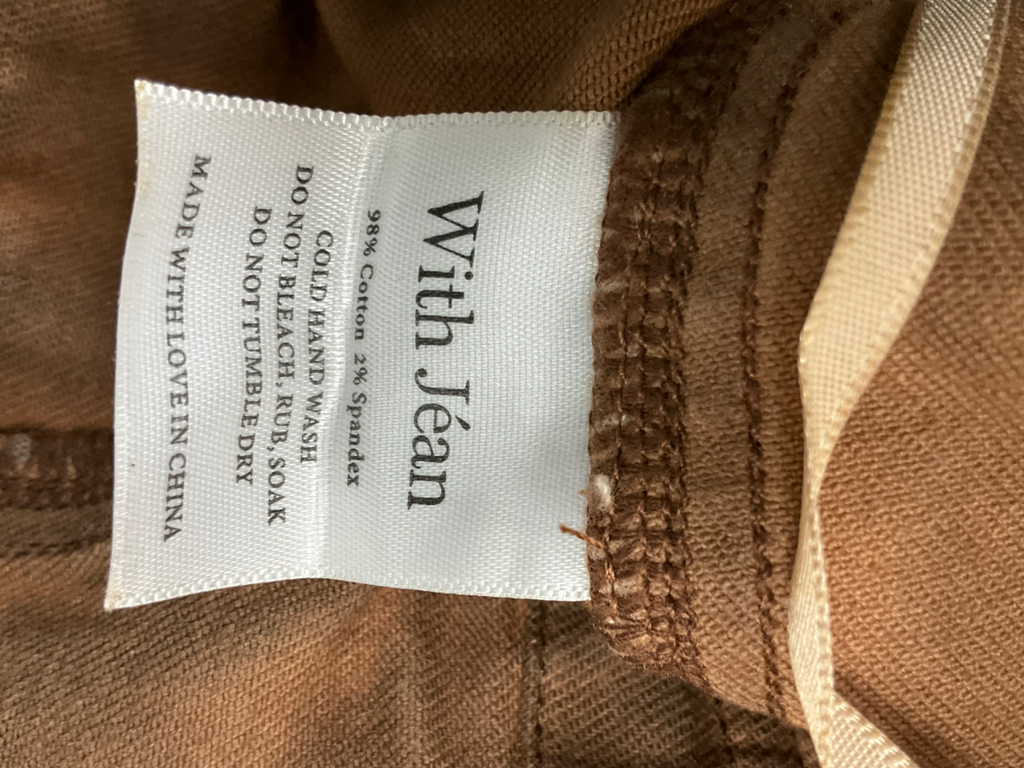 With Jéan
98% Cotton 2% Spandex
COLD HAND WASH
DO NOT BLEACH, RUB, SOAK
DO NOT TUMBLE DRY
MADE WITH LOVE IN CHINA